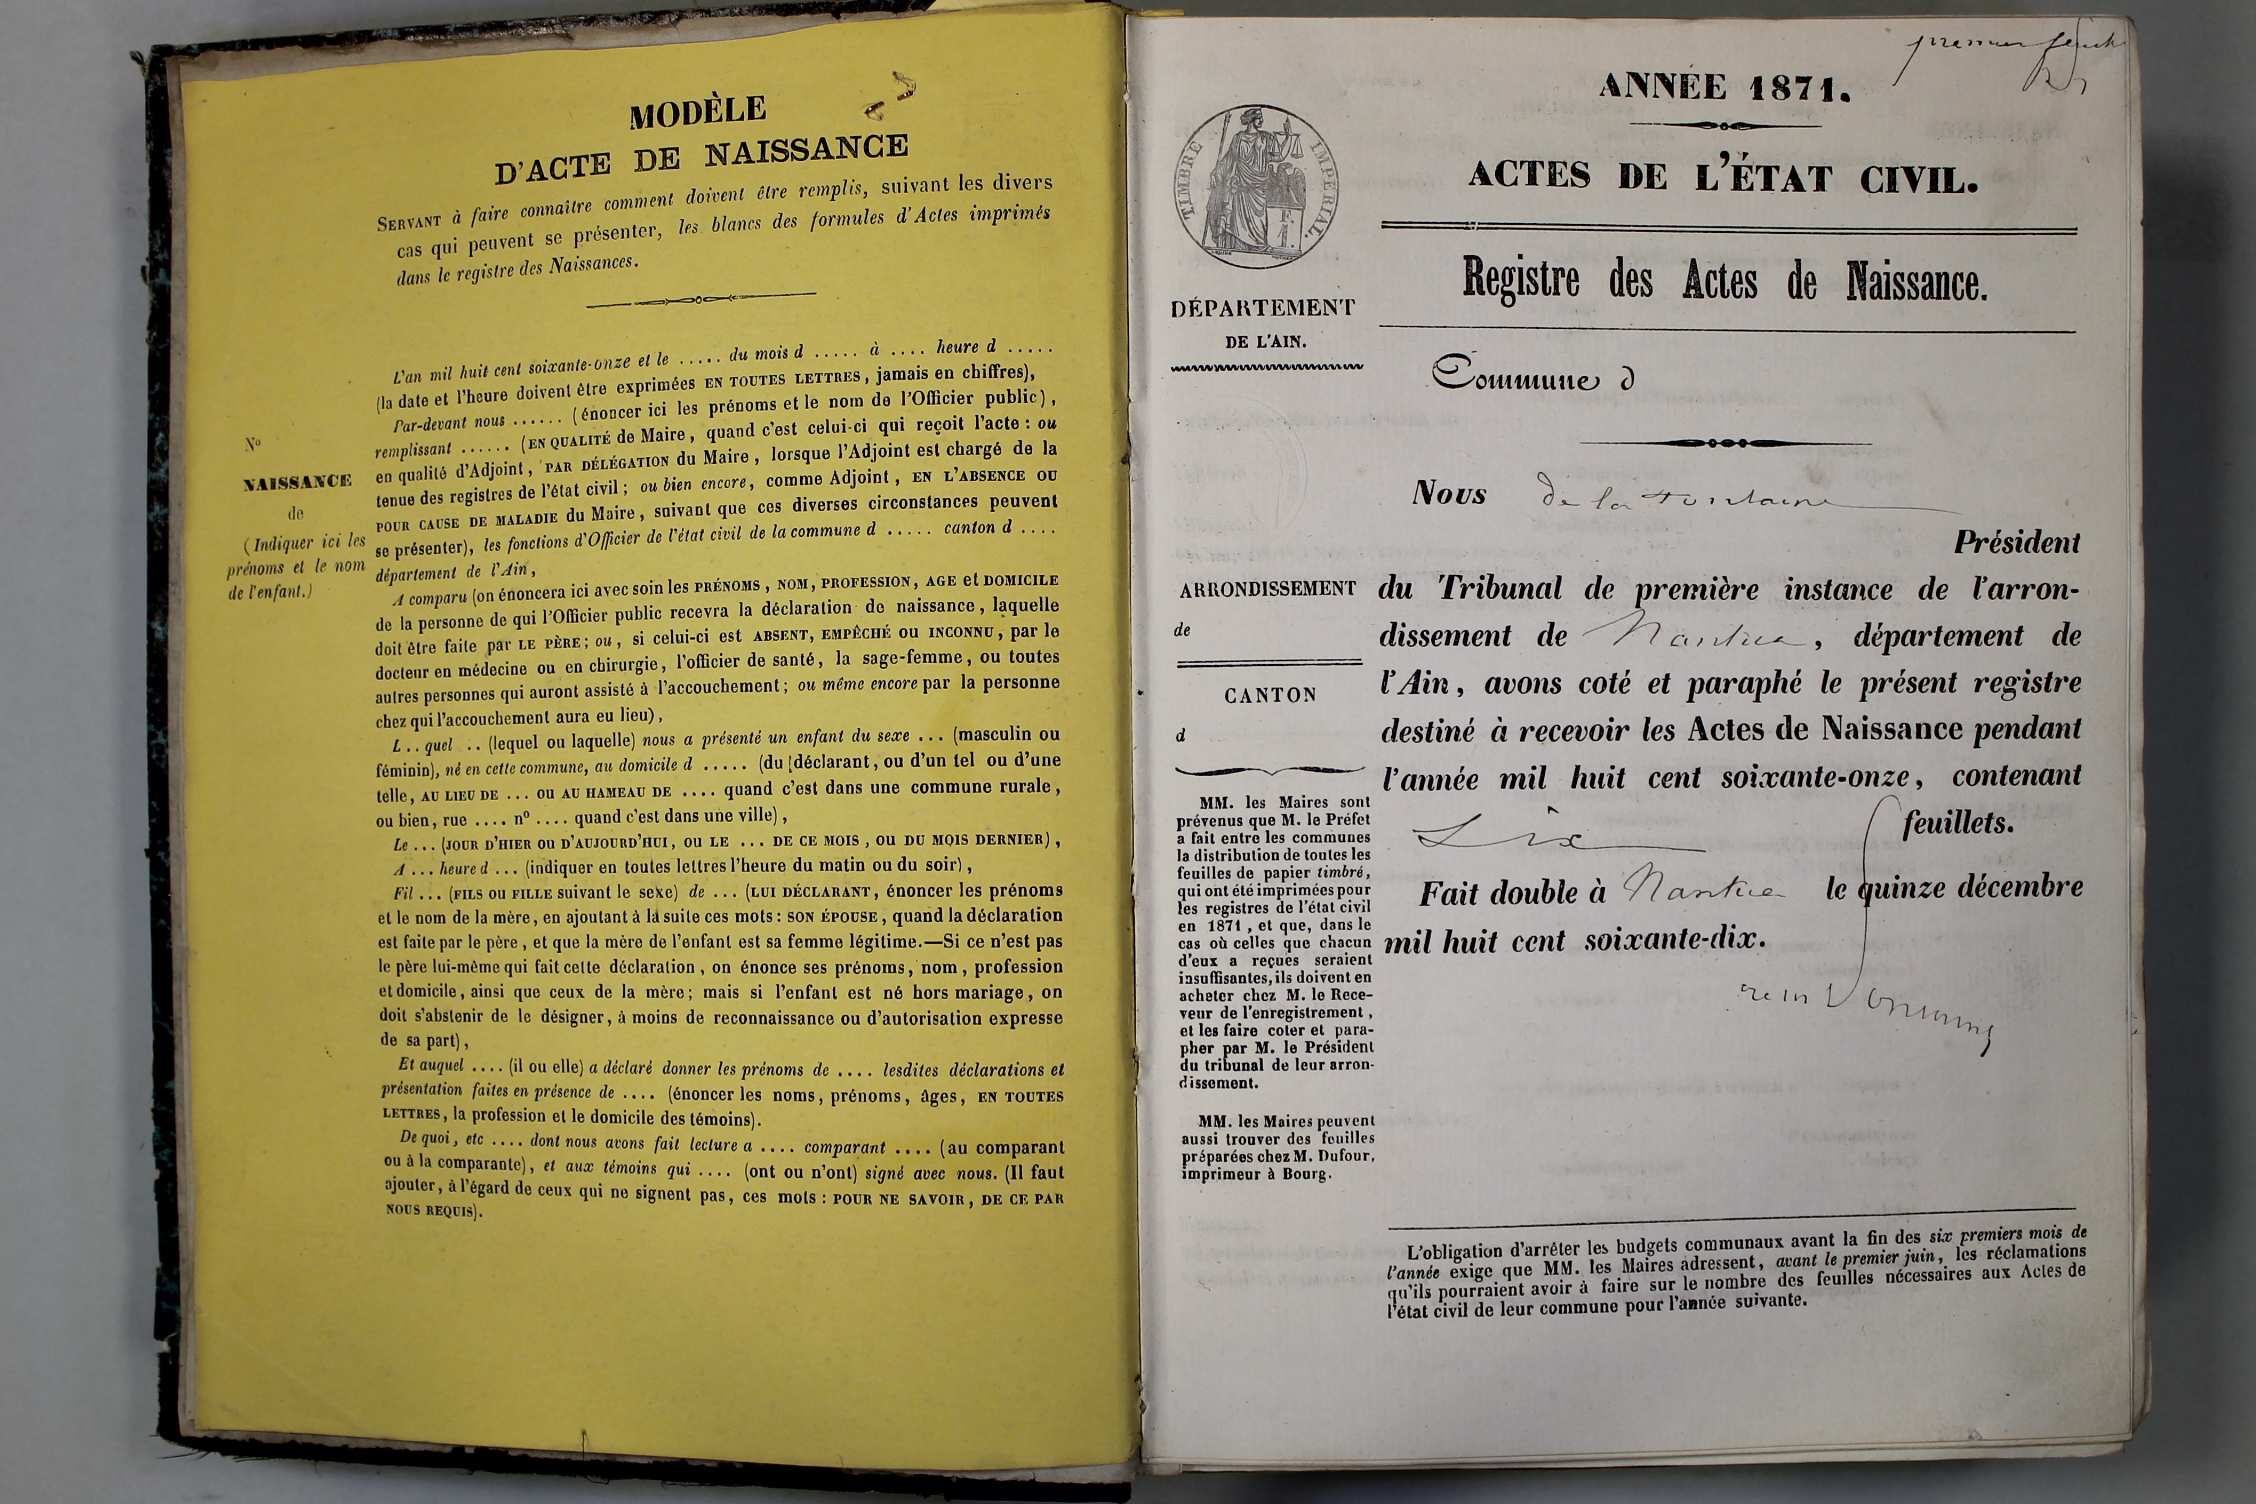 MODÈLE
D'ACTE DE NAISSANCE
SERVANT à faire connaître comment doivent être remplis, suivant les divers
cas qui peuvent se présenter, les blancs des formules d'Actes imprimés
dans le registre des Naissances.
L'an mil huit cent soixante-onze et le ..... du mois d ..... à .... heure d .....
(la date et l'heure doivent être exprimées EN TOUTES LETTRES, jamais en chiffres),
Par-devant nous ...... (énoncer ici les prénoms et le nom de l'Officier public),
remplissant ...... (EN QUALITÉ de Maire, quand c'est celui-ci qui reçoit l'acte : ou
en qualité d'Adjoint, PAR DÉLÉGATION du Maire, lorsque l'Adjoint est chargé de la
tenue des registres de l'état civil; ou bien encore, comme Adjoint, EN L'ABSENCE OU
POUR CAUSE DE MALADIE du Maire, suivant que ces diverses circonstances peuvent
se présenter), les fonctions d'Officier de l'état civil de la commune d ..... canton d ....
département de l'Ain,
A comparu (on énoncera ici avec soin les PRÉNOMS, NOM, PROFESSION, AGE et DOMICILE
de la personne de qui l'Officier public recevra la déclaration de naissance, laquelle
doit être faite par LE PÈRE; ou, si celui-ci est ABSENT, EMPÊCHÉ ou INCONNU, par le
docteur en médecine ou en chirurgie, l'officier de santé, la sage-femme, ou toutes
autres personnes qui auront assisté à l'accouchement; ou même encore par la personne
chez qui l'accouchement aura eu lieu),
L .. quel .. (lequel ou laquelle) nous a présenté un enfant du sexe ... (masculin ou
féminin), né en cette commune, au domicile d ..... (du déclarant, ou d'un tel ou d'une
telle, AU LIEU DE ... OU AU HAMEAU DE .... quand c'est dans une commune rurale,
ou bien, rue .... nº .... quand c'est dans une ville),
Le ... (JOUR D'HIER OU D'AUJOURD'HUI, OU LE ... DE CE MOIS, OU DU MOIS DERNIER),
A ... heure d ... (indiquer en toutes lettres l'heure du matin ou du soir),
Fil ... (FILS OU FILLE suivant le sexe) de ... (LUI DÉCLARANT, énoncer les prénoms
et le nom de la mère, en ajoutant à la suite ces mots : SON ÉPOUSE, quand la déclaration
est faite par le père, et que la mère de l'enfant est sa femme légitime.—Si ce n'est pas
le père lui-même qui fait cette déclaration, on énonce ses prénoms, nom, profession
et domicile, ainsi que ceux de la mère; mais si l'enfant est né hors mariage, on
doit s'abstenir de le désigner, à moins de reconnaissance ou d'autorisation expresse
de sa part),
Et auquel .... (il ou elle) a déclaré donner les prénoms de .... lesdites déclarations et
présentation faites en présence de .... (énoncer les noms, prénoms, âges, EN TOUTES
LETTRES, la profession et le domicile des témoins).
De quoi, etc .... dont nous avons fait lecture a .... comparant .... (au comparant
ou à la comparante), et aux témoins qui .... (ont ou n'ont) signé avec nous. (Il faut
ajouter, à l'égard de ceux qui ne signent pas, ces mots : POUR NE SAVOIR, DE CE PAR
NOUS REQUIS).
Nº
NAISSANCE
de
(Indiquer ici les
prénoms et le nom
de l'enfant.)
premier feuillet
ANNÉE 1871.
ACTES DE L'ÉTAT CIVIL.
Registre des Actes de Naissance.
TIMBRE IMPÉRIAL.
DÉPARTEMENT
DE L'AIN.
Commune d
Nous de la Fontaine
Président
du Tribunal de première instance de l'arron-
dissement de Nantua, département de
l'Ain, avons coté et paraphé le présent registre
destiné à recevoir les Actes de Naissance pendant
l'année mil huit cent soixante-onze, contenant
Six feuillets.
Fait double à Nantua le quinze décembre
mil huit cent soixante-dix.
ARRONDISSEMENT
de
CANTON
d
MM. les Maires sont
prévenus que M. le Préfet
a fait entre les communes
la distribution de toutes les
feuilles de papier timbré,
qui ont été imprimées pour
les registres de l'état civil
en 1871, et que, dans le
cas où celles que chacun
d'eux a reçues seraient
insuffisantes, ils doivent en
acheter chez M. le Rece-
veur de l'enregistrement,
et les faire coter et para-
pher par M. le Président
du tribunal de leur arron-
dissement.
MM. les Maires peuvent
aussi trouver des feuilles
préparées chez M. Dufour,
imprimeur à Bourg.
L'obligation d'arrêter les budgets communaux avant la fin des six premiers mois de
l'année exige que MM. les Maires adressent, avant le premier juin, les réclamations
qu'ils pourraient avoir à faire sur le nombre des feuilles nécessaires aux Actes de
l'état civil de leur commune pour l'année suivante.